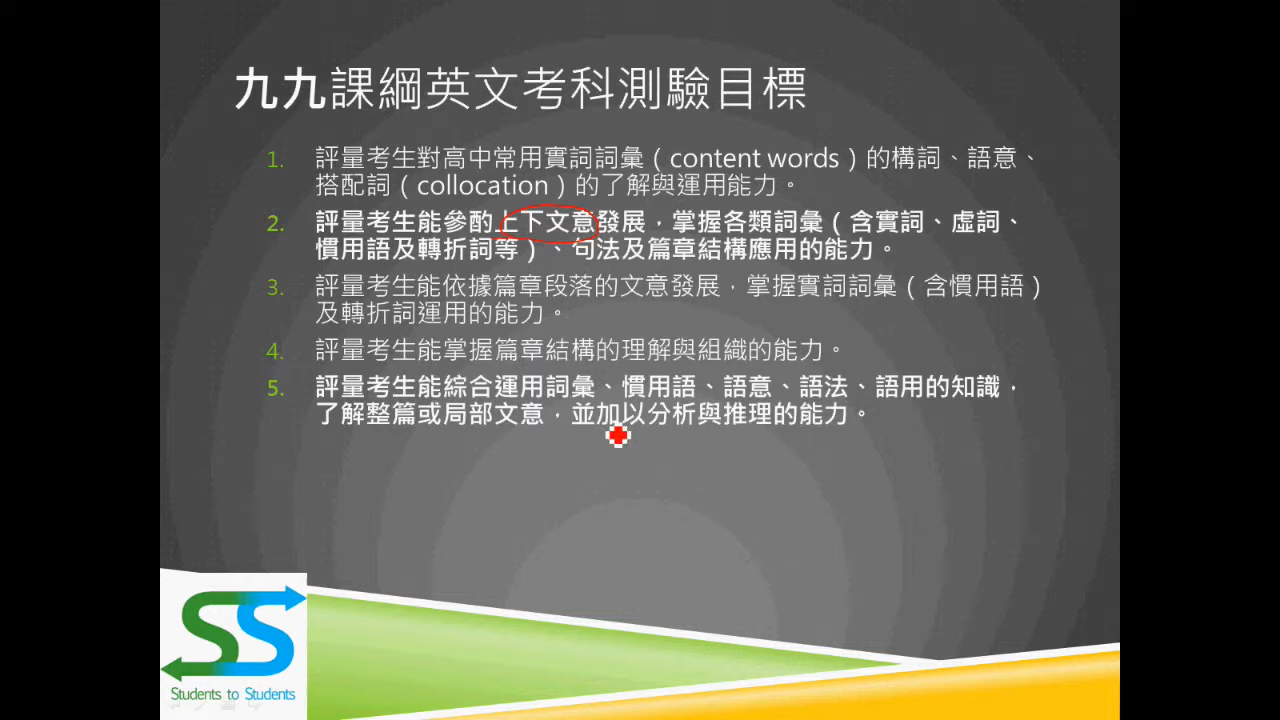 九九課綱英文考科測驗目標
1. 評量考生對高中常用實詞詞彙（content words）的構詞、語意、
搭配詞（collocation）的了解與運用能力。
2. 評量考生能參酌上下文意發展，掌握各類詞彙（含實詞、虛詞、
慣用語及轉折詞等）、句法及篇章結構應用的能力。
3. 評量考生能依據篇章段落的文意發展，掌握實詞詞彙（含慣用語）
及轉折詞運用的能力。
4. 評量考生能掌握篇章結構的理解與組織的能力。
5. 評量考生能綜合運用詞彙、慣用語、語意、語法、語用的知識，
了解整篇或局部文意，並加以分析與推理的能力。
SS
Students to Students